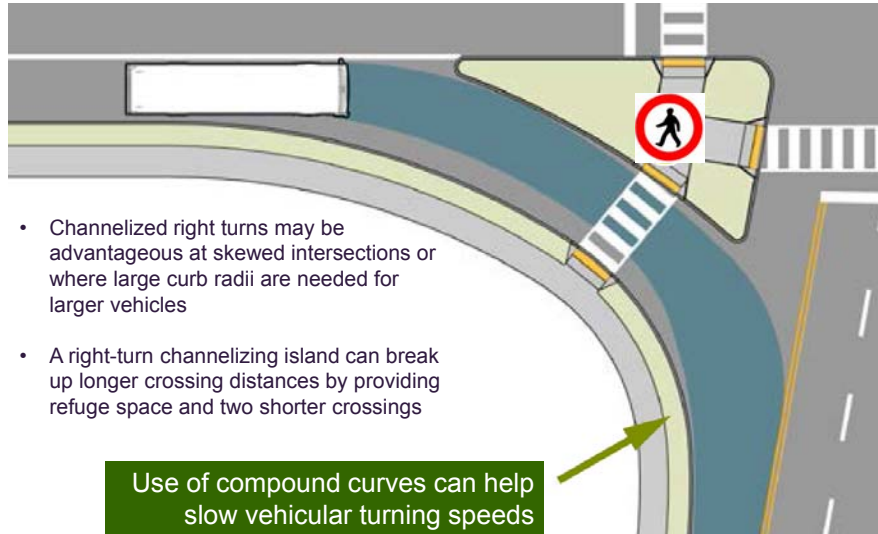 • Channelized right turns may be
advantageous at skewed intersections or
where large curb radii are needed for
larger vehicles
• A right-turn channelizing island can break
up longer crossing distances by providing
refuge space and two shorter crossings
Use of compound curves can help
slow vehicular turning speeds